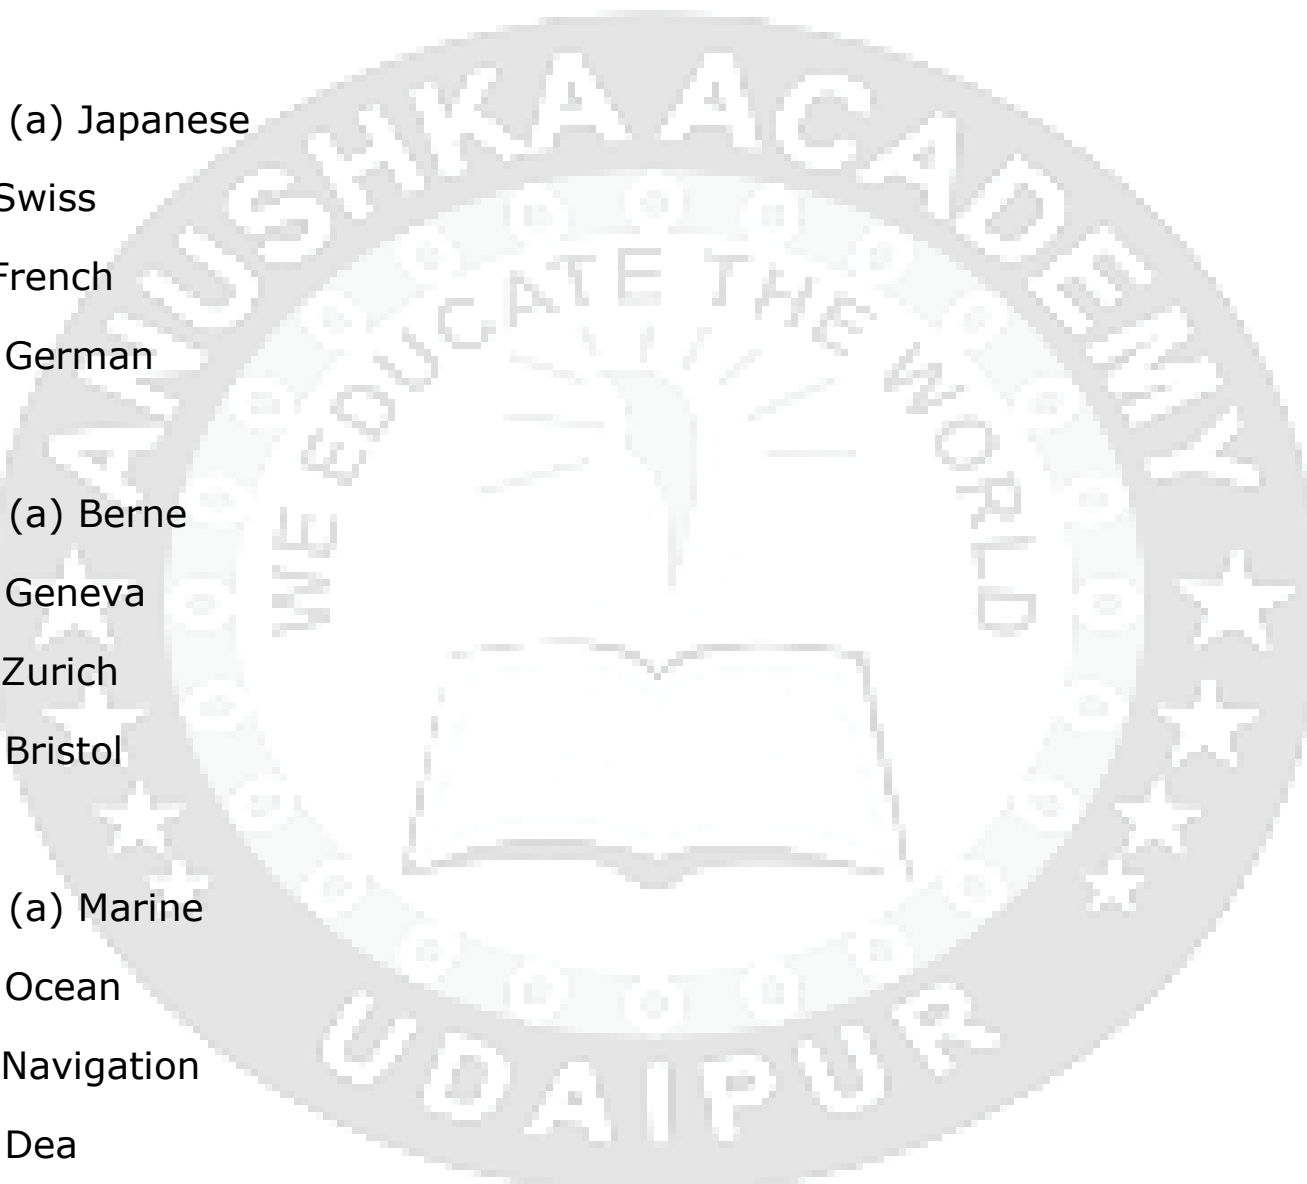 ANUSHKA ACADEMY
WE EDUCATE THE WORLD
(a) Japanese
Swiss
French
German
(a) Berne
Geneva
Zurich
Bristol
(a) Marine
Ocean
Navigation
Dea
UDAIPUR